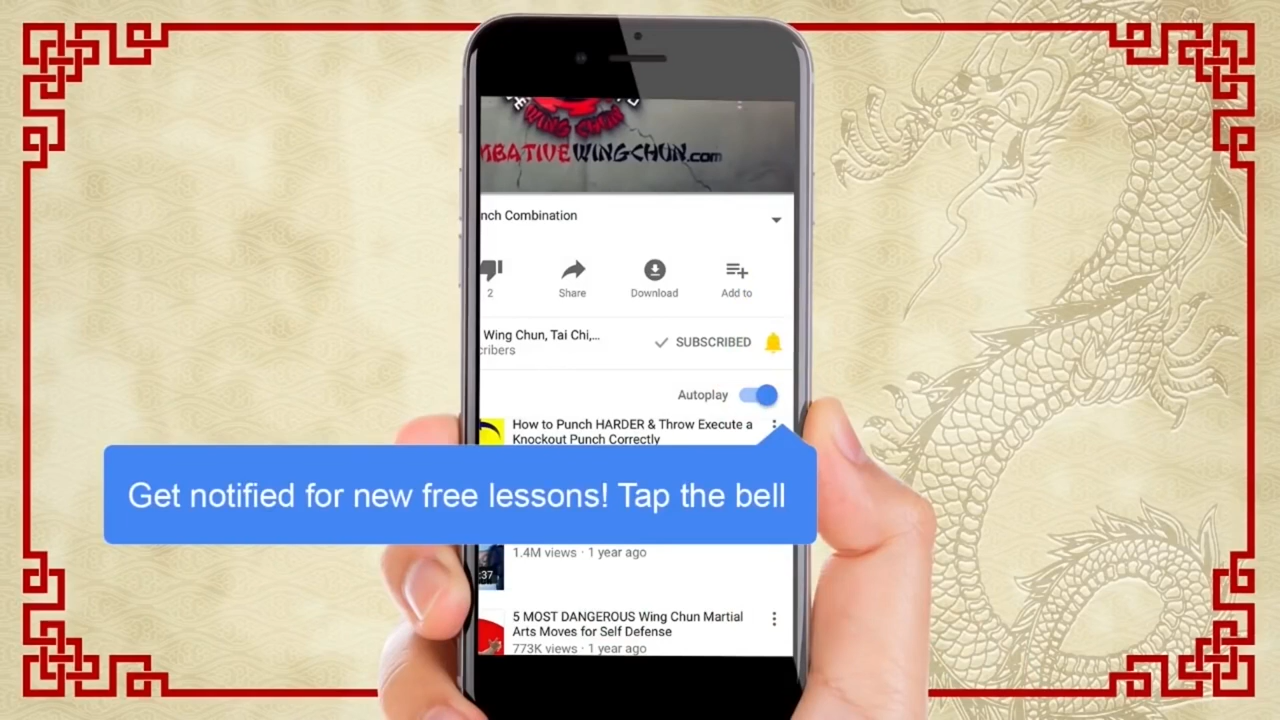 WING CHUN
MBATIVEWINGCHUN.com
nch Combination
2
Share
Download
Add to
Wing Chun, Tai Chi,...
cribers
SUBSCRIBED
Autoplay
How to Punch HARDER & Throw Execute a
Knockout Punch Correctly
Get notified for new free lessons! Tap the bell
1.4M views · 1 year ago
:37
5 MOST DANGEROUS Wing Chun Martial
Arts Moves for Self Defense
773K views · 1 year ago